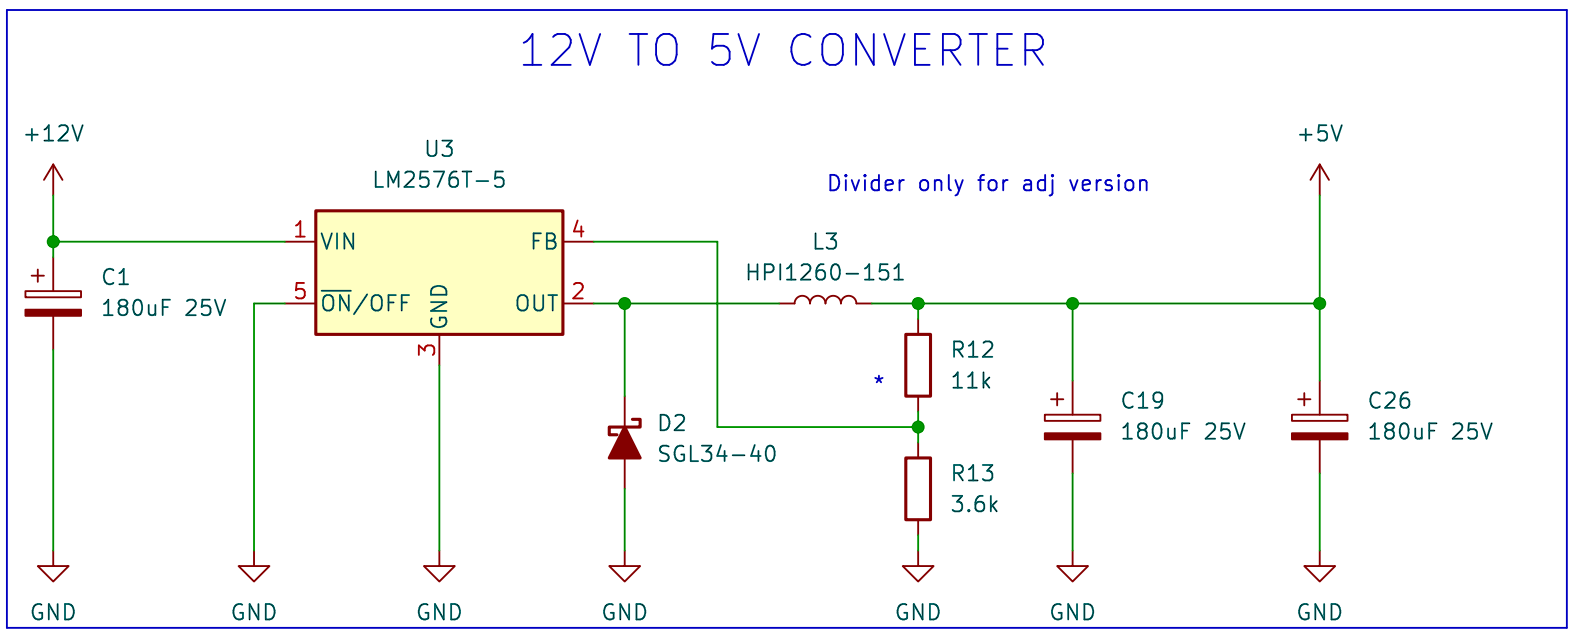 12V TO 5V CONVERTER
+12V
+5V
U3
LM2576T-5
Divider only for adj version
1
VIN
FB
4
5
ON/OFF
GND
OUT
2
3
L3
HPI1260-151
+
C1
180uF 25V
R12
11k
*
D2
SGL34-40
R13
3.6k
+
C19
180uF 25V
+
C26
180uF 25V
GND
GND
GND
GND
GND
GND
GND